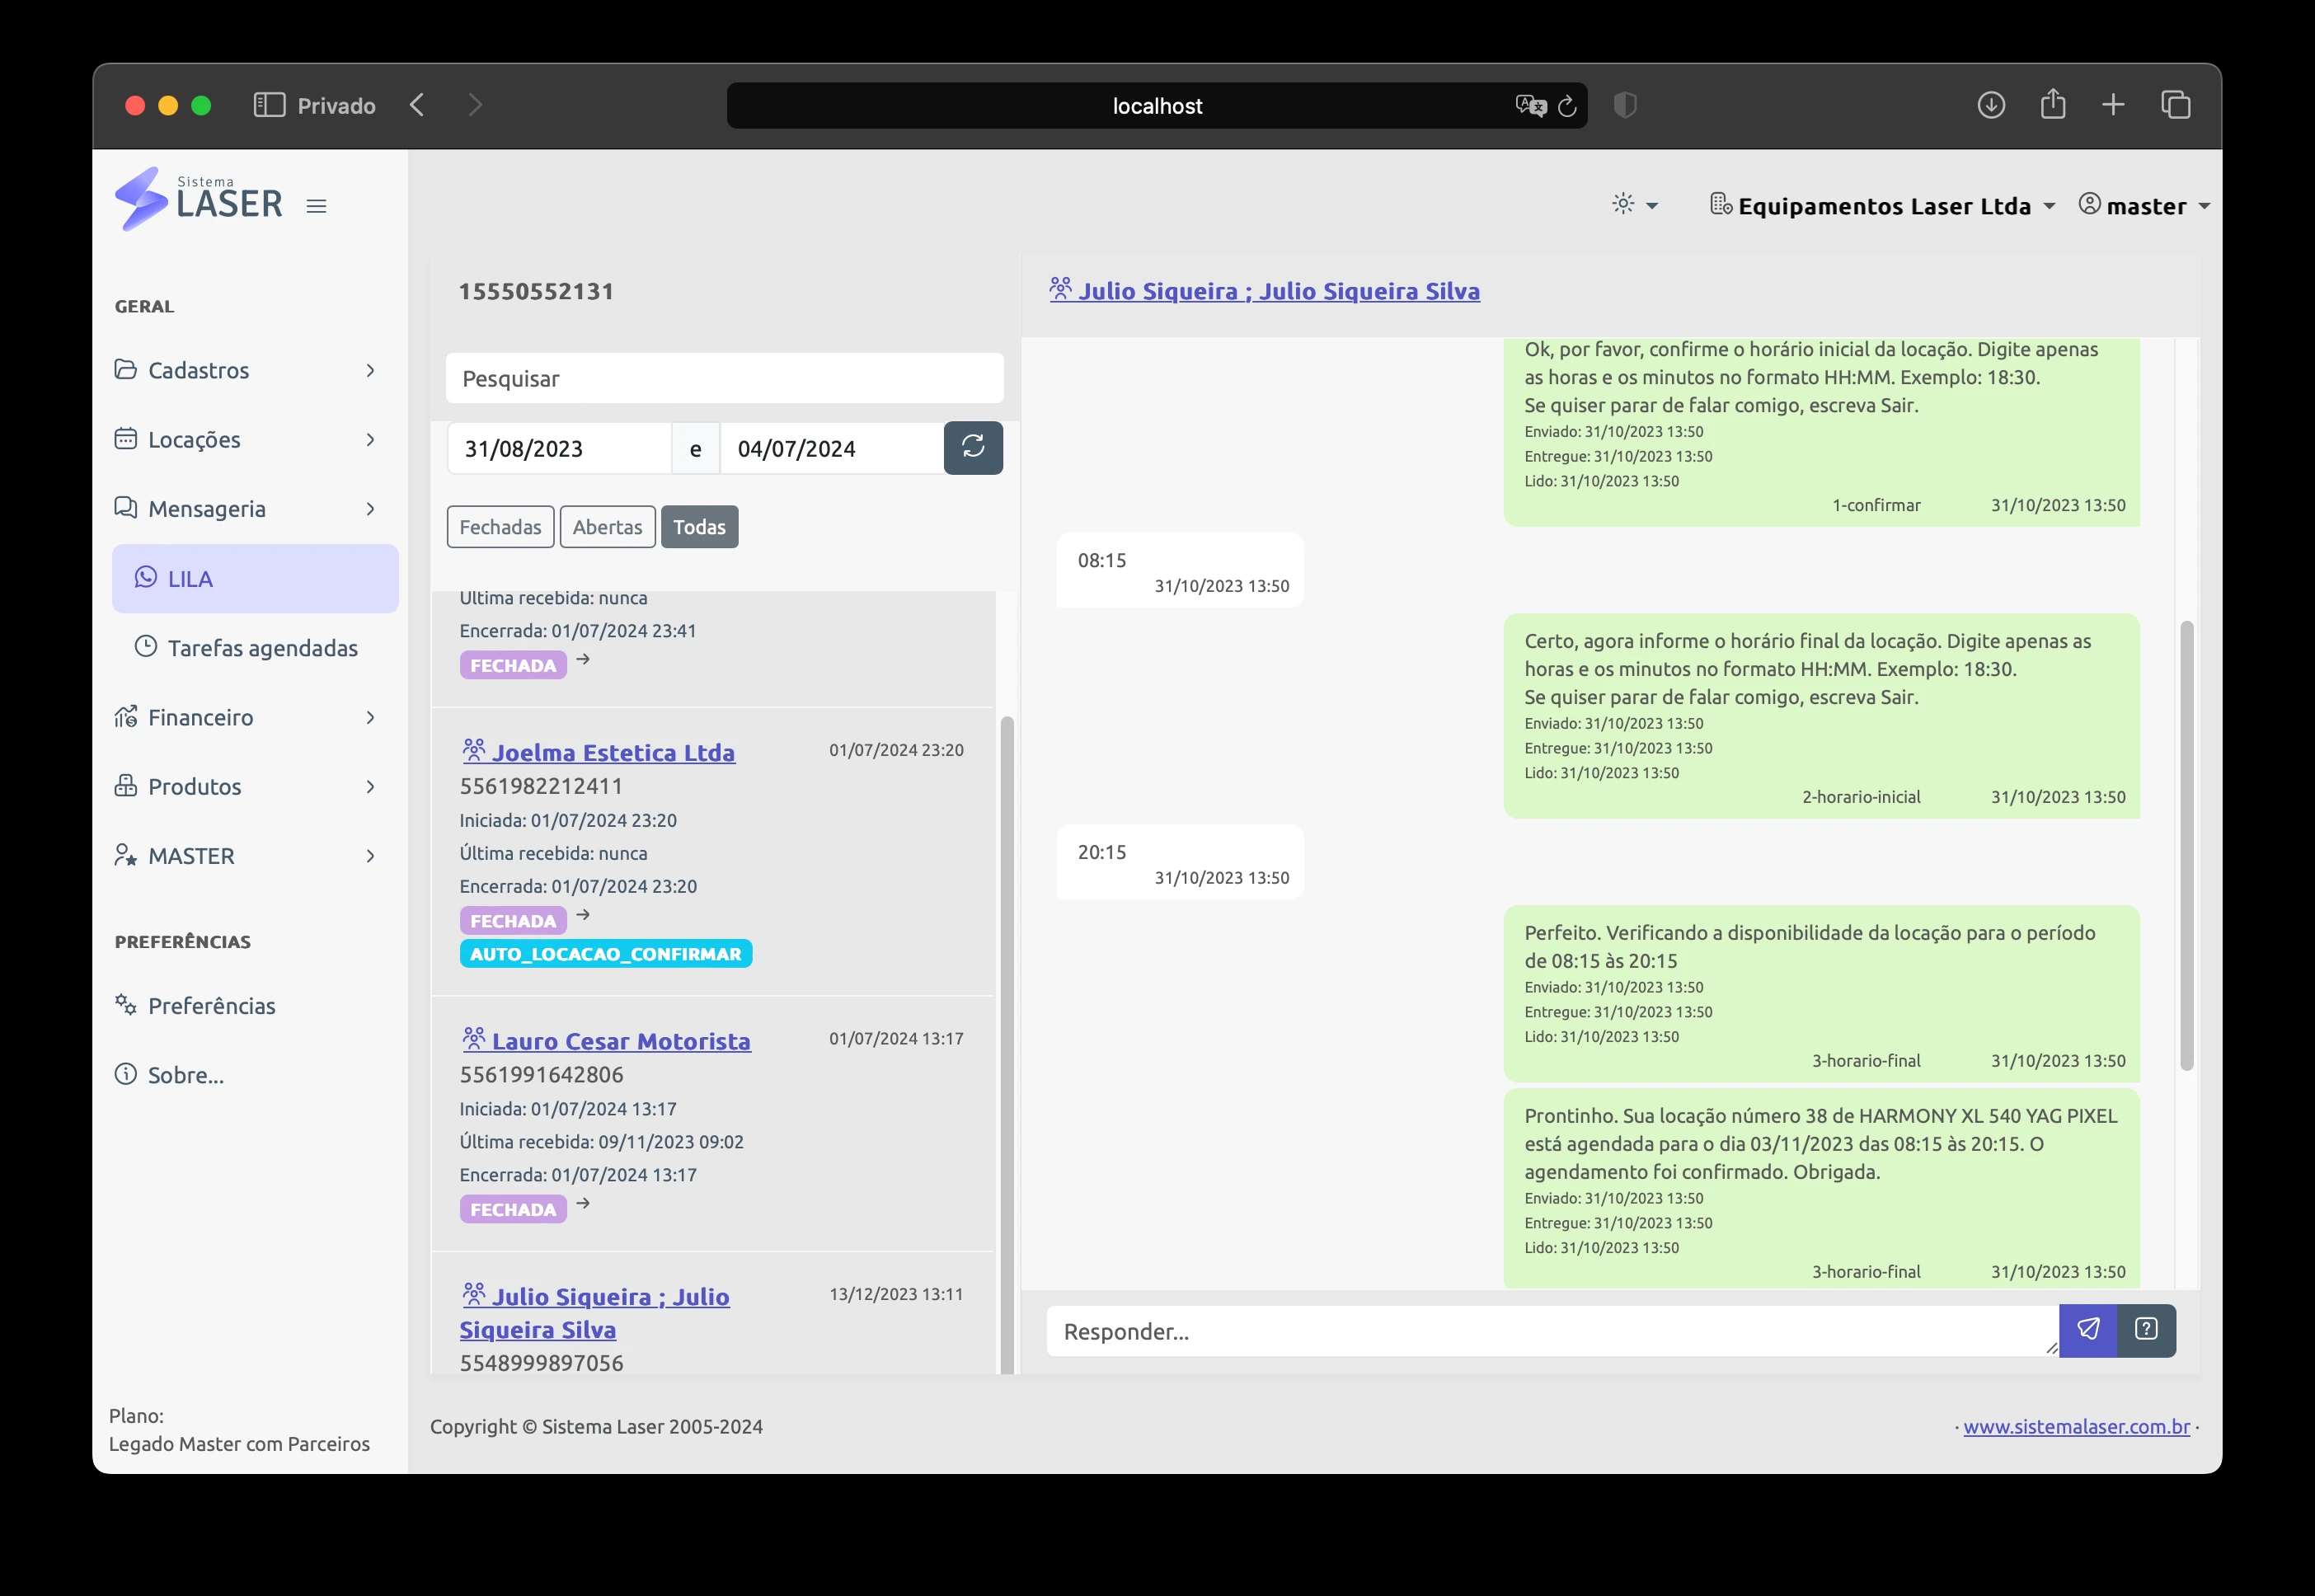 Privado
localhost
Sistema
LASER
Equipamentos Laser Ltda
master
GERAL
Cadastros
Locações
Mensageria
LILA
Tarefas agendadas
Financeiro
Produtos
MASTER
PREFERÊNCIAS
Preferências
Sobre...
Plano:
Legado Master com Parceiros
15550552131
Pesquisar
31/08/2023 e 04/07/2024
Fechadas Abertas Todas
Última recebida: nunca
Encerrada: 01/07/2024 23:41
FECHADA
Joelma Estetica Ltda 01/07/2024 23:20
5561982212411
Iniciada: 01/07/2024 23:20
Última recebida: nunca
Encerrada: 01/07/2024 23:20
FECHADA
AUTO_LOCACAO_CONFIRMAR
Lauro Cesar Motorista 01/07/2024 13:17
5561991642806
Iniciada: 01/07/2024 13:17
Última recebida: 09/11/2023 09:02
Encerrada: 01/07/2024 13:17
FECHADA
Julio Siqueira ; Julio 13/12/2023 13:11
Siqueira Silva
5548999897056
Julio Siqueira ; Julio Siqueira Silva
Ok, por favor, confirme o horário inicial da locação. Digite apenas
as horas e os minutos no formato HH:MM. Exemplo: 18:30.
Se quiser parar de falar comigo, escreva Sair.
Enviado: 31/10/2023 13:50
Entregue: 31/10/2023 13:50
Lido: 31/10/2023 13:50
1-confirmar 31/10/2023 13:50
08:15
31/10/2023 13:50
Certo, agora informe o horário final da locação. Digite apenas as
horas e os minutos no formato HH:MM. Exemplo: 18:30.
Se quiser parar de falar comigo, escreva Sair.
Enviado: 31/10/2023 13:50
Entregue: 31/10/2023 13:50
Lido: 31/10/2023 13:50
2-horario-inicial 31/10/2023 13:50
20:15
31/10/2023 13:50
Perfeito. Verificando a disponibilidade da locação para o período
de 08:15 às 20:15
Enviado: 31/10/2023 13:50
Entregue: 31/10/2023 13:50
Lido: 31/10/2023 13:50
3-horario-final 31/10/2023 13:50
Prontinho. Sua locação número 38 de HARMONY XL 540 YAG PIXEL
está agendada para o dia 03/11/2023 das 08:15 às 20:15. O
agendamento foi confirmado. Obrigada.
Enviado: 31/10/2023 13:50
Entregue: 31/10/2023 13:50
Lido: 31/10/2023 13:50
3-horario-final 31/10/2023 13:50
Responder...
Copyright © Sistema Laser 2005-2024
· www.sistemalaser.com.br ·